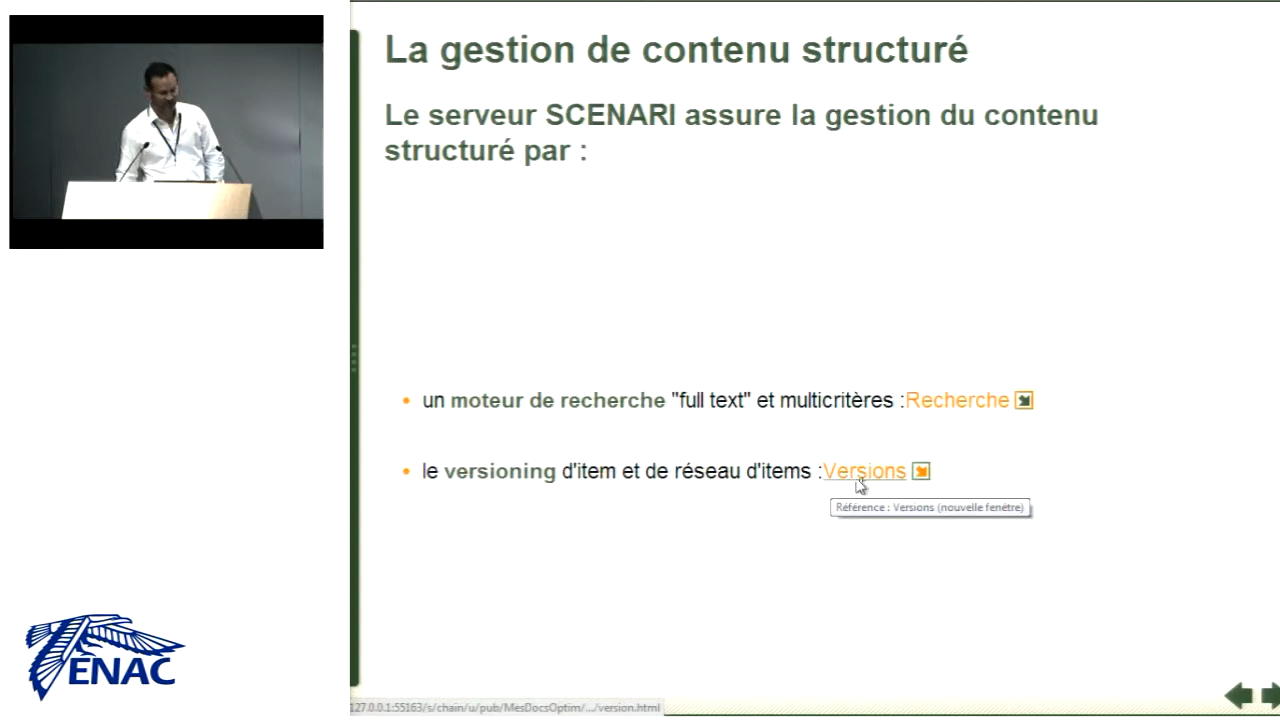 La gestion de contenu structuré
Le serveur SCENARI assure la gestion du contenu
structuré par :
un moteur de recherche "full text" et multicritères :Recherche
le versioning d'item et de réseau d'items :Versions
Référence : Versions (nouvelle fenêtre)
ENAC
127.0.0.1:55163/s/chain/u/pub/MesDocsOptim/.../version.html